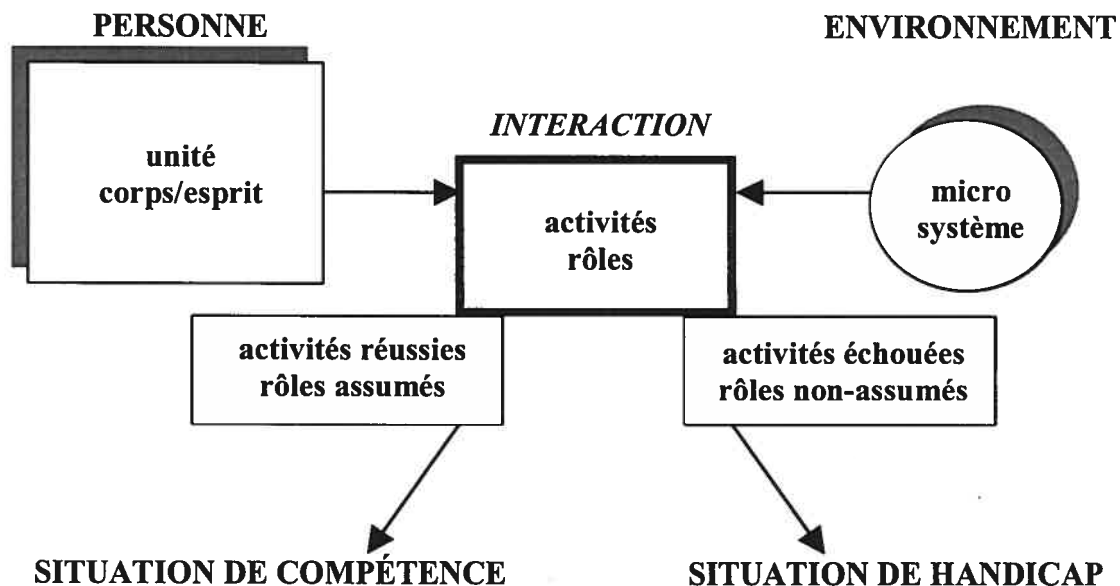 PERSONNE
ENVIRONNEMENT
unité
corps/esprit
INTERACTION
activités
rôles
micro
système
activités réussies
rôles assumés
activités échouées
rôles non-assumés
SITUATION DE COMPÉTENCE
SITUATION DE HANDICAP